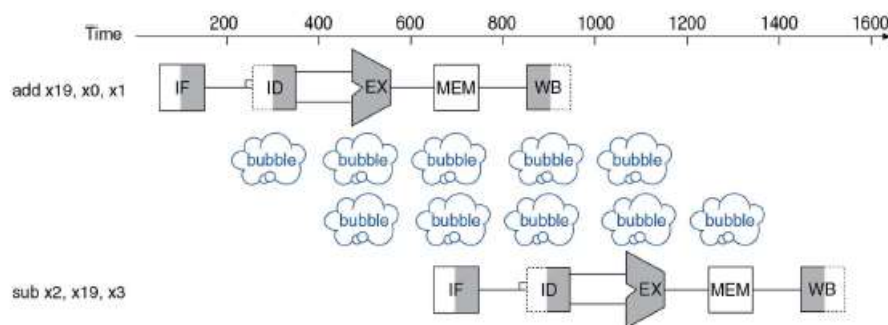 Time 200 400 600 800 1000 1200 1400 1600
add x19, x0, x1 IF ID EX MEM WB
bubble bubble bubble bubble bubble
bubble bubble bubble bubble bubble
sub x2, x19, x3 IF ID EX MEM WB